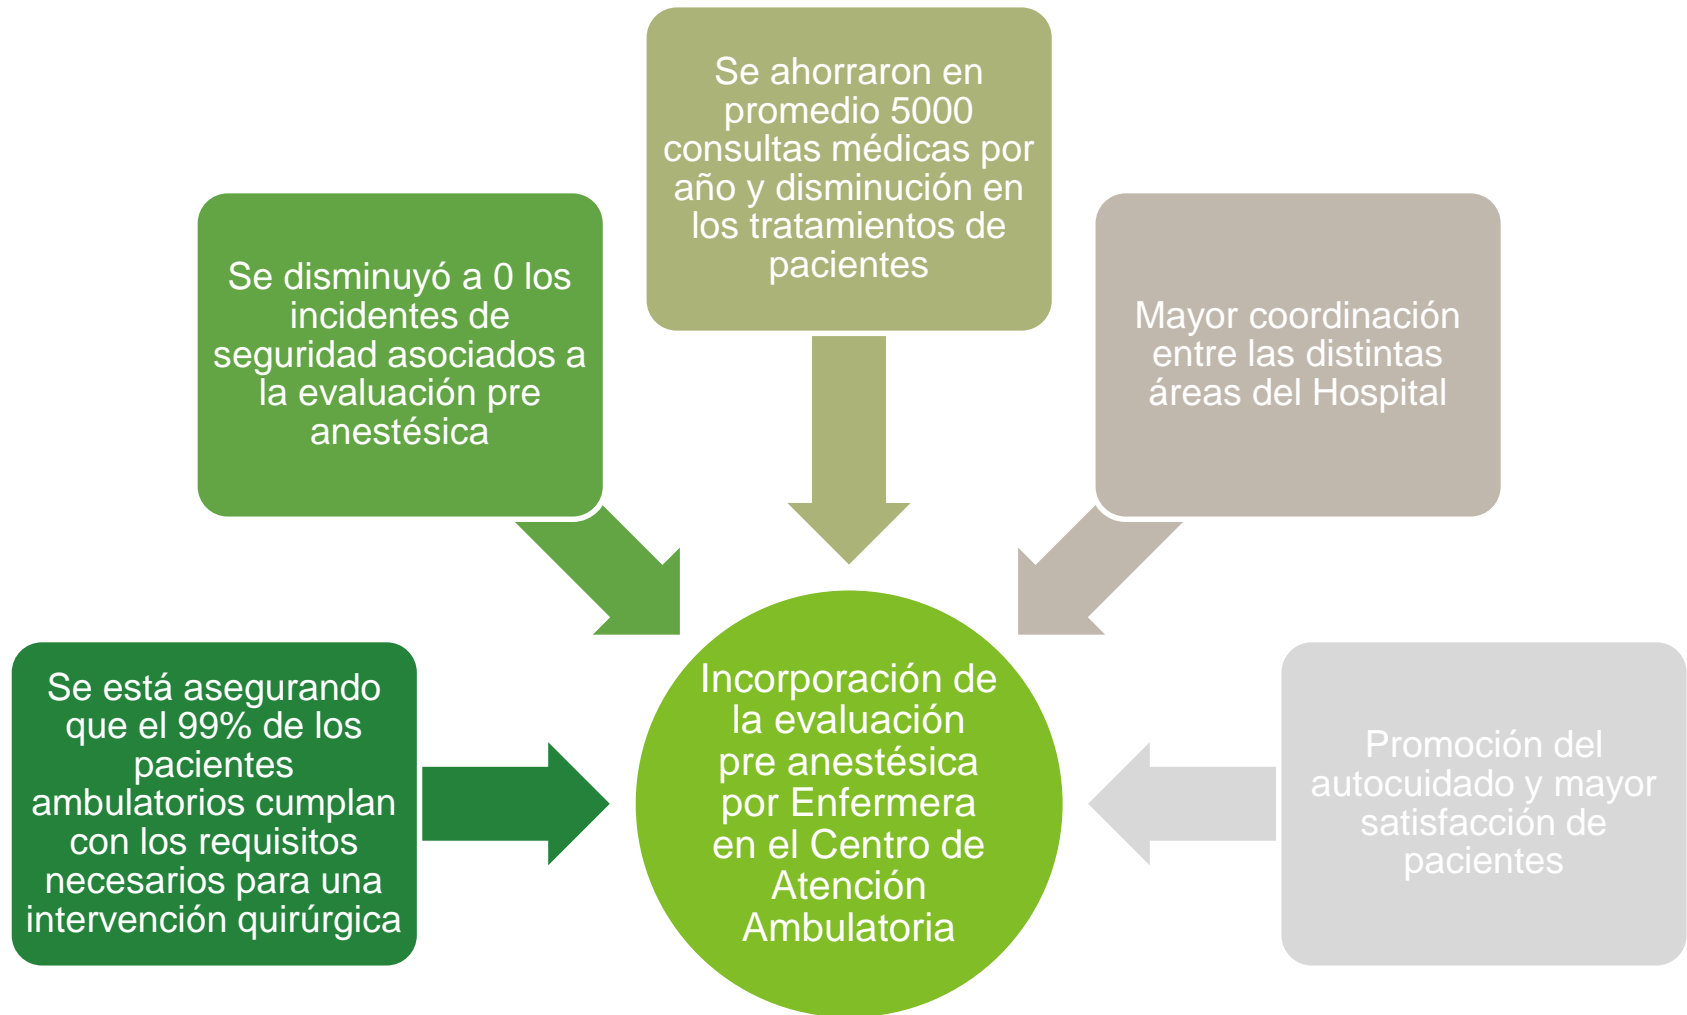 Se ahorraron en
promedio 5000
consultas médicas por
año y disminución en
los tratamientos de
pacientes
Se disminuyó a 0 los
incidentes de
seguridad asociados a
la evaluación pre
anestésica
Mayor coordinación
entre las distintas
áreas del Hospital
Se está asegurando
que el 99% de los
pacientes
ambulatorios cumplan
con los requisitos
necesarios para una
intervención quirúrgica
Incorporación de
la evaluación
pre anestésica
por Enfermera
en el Centro de
Atención
Ambulatoria
Promoción del
autocuidado y mayor
satisfacción de
pacientes